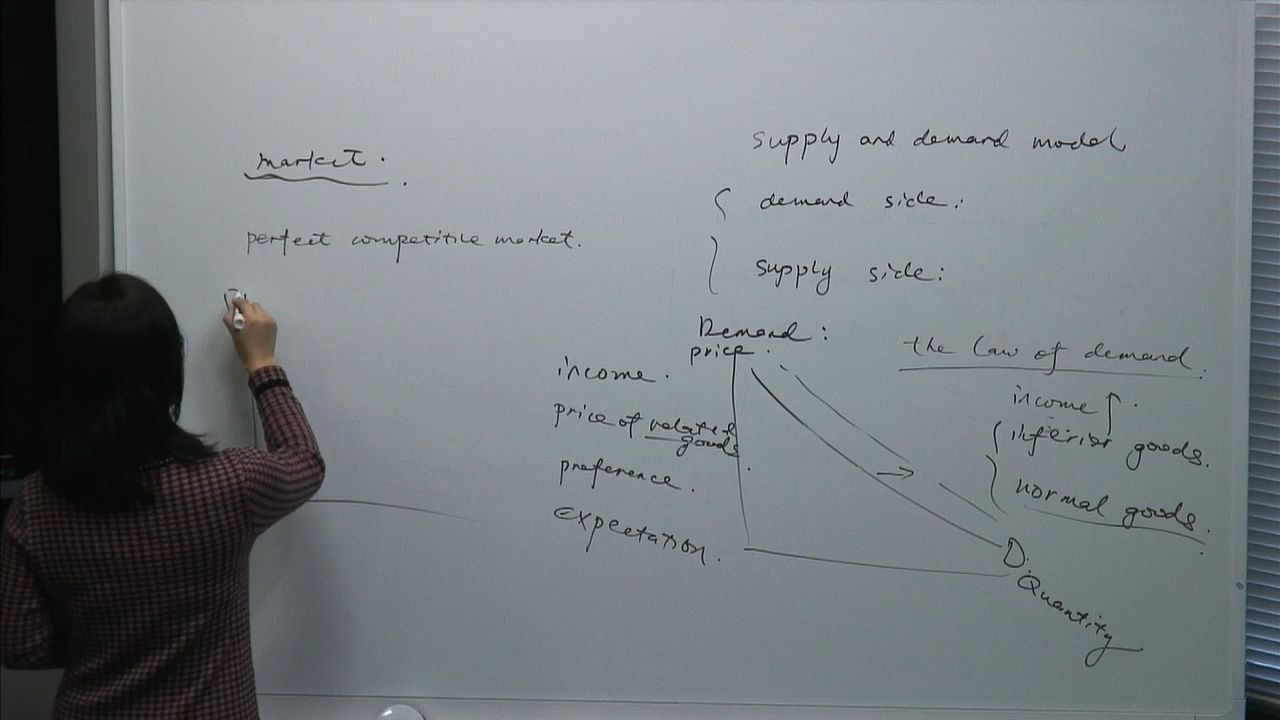 market.
perfect competitive market.
supply and demand model
demand side:
supply side:
Demand:
price.
income.
price of related
goods
preference.
expectation.
the law of demand.
income
inferior goods.
normal goods.
D.
Quantity